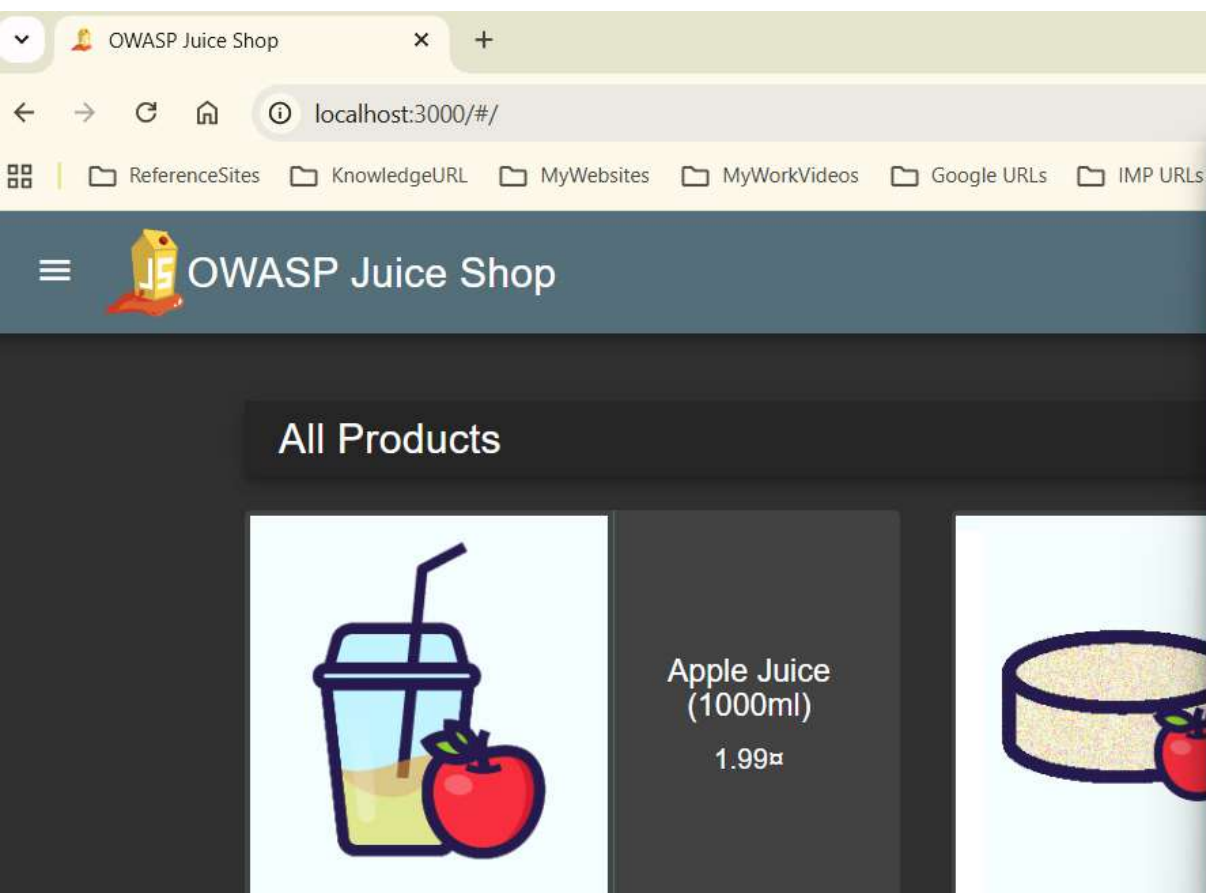 OWASP Juice Shop
localhost:3000/#/
ReferenceSites KnowledgeURL MyWebsites MyWorkVideos Google URLs IMP URLs
JS OWASP Juice Shop
All Products
Apple Juice
(1000ml)
1.99¤